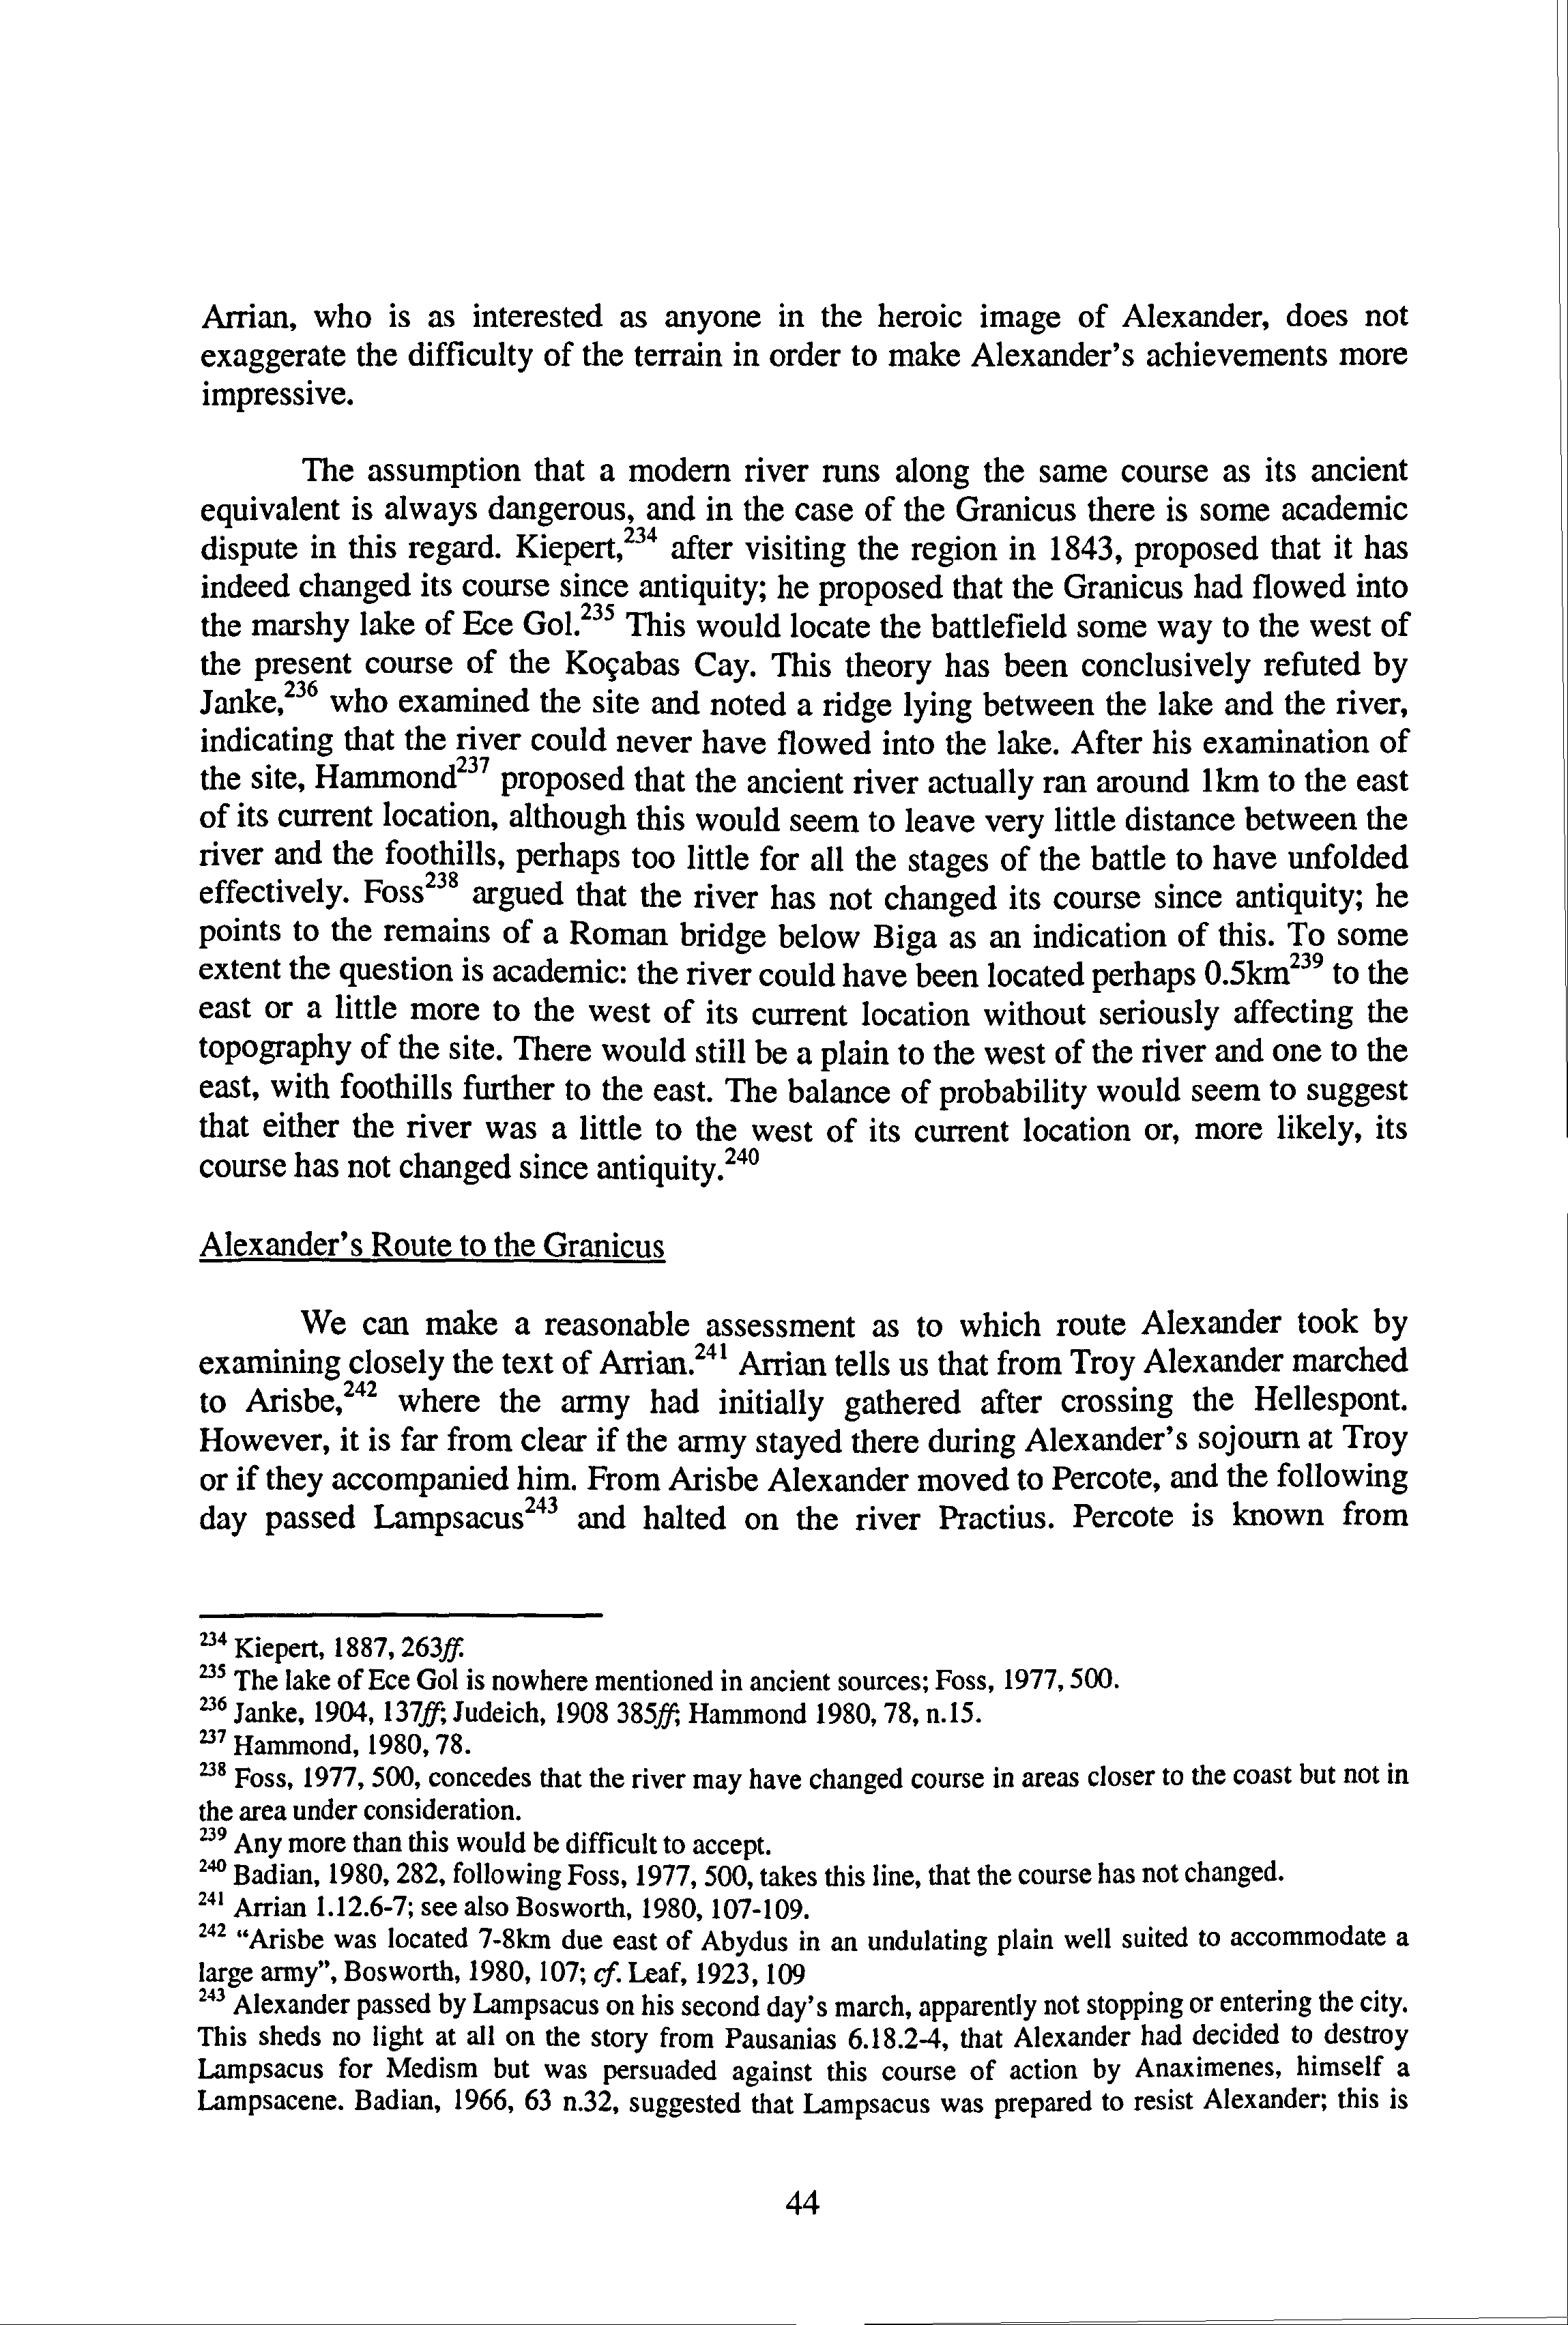 Arrian, who is as interested as anyone in the heroic image of Alexander, does not
exaggerate the difficulty of the terrain in order to make Alexander's achievements more
impressive.
The assumption that a modern river runs along the same course as its ancient
equivalent is always dangerous, and in the case of the Granicus there is some academic
dispute in this regard. Kiepert,234 after visiting the region in 1843, proposed that it has
indeed changed its course since antiquity; he proposed that the Granicus had flowed into
the marshy lake of Ece Gol.235 This would locate the battlefield some way to the west of
the present course of the Koçabas Cay. This theory has been conclusively refuted by
Janke,236 who examined the site and noted a ridge lying between the lake and the river,
indicating that the river could never have flowed into the lake. After his examination of
the site, Hammond237 proposed that the ancient river actually ran around 1km to the east
of its current location, although this would seem to leave very little distance between the
river and the foothills, perhaps too little for all the stages of the battle to have unfolded
effectively. Foss238 argued that the river has not changed its course since antiquity; he
points to the remains of a Roman bridge below Biga as an indication of this. To some
extent the question is academic: the river could have been located perhaps 0.5km239 to the
east or a little more to the west of its current location without seriously affecting the
topography of the site. There would still be a plain to the west of the river and one to the
east, with foothills further to the east. The balance of probability would seem to suggest
that either the river was a little to the west of its current location or, more likely, its
course has not changed since antiquity.240
Alexander's Route to the Granicus
We can make a reasonable assessment as to which route Alexander took by
examining closely the text of Arrian.241 Arrian tells us that from Troy Alexander marched
to Arisbe,242 where the army had initially gathered after crossing the Hellespont.
However, it is far from clear if the army stayed there during Alexander's sojourn at Troy
or if they accompanied him. From Arisbe Alexander moved to Percote, and the following
day passed Lampsacus243 and halted on the river Practius. Percote is known from
234 Kiepert, 1887, 263ff.
235 The lake of Ece Gol is nowhere mentioned in ancient sources; Foss, 1977, 500.
236 Janke, 1904, 137ff; Judeich, 1908 385ff; Hammond 1980, 78, n.15.
237 Hammond, 1980, 78.
238 Foss, 1977, 500, concedes that the river may have changed course in areas closer to the coast but not in
the area under consideration.
239 Any more than this would be difficult to accept.
240 Badian, 1980, 282, following Foss, 1977, 500, takes this line, that the course has not changed.
241 Arrian 1.12.6-7; see also Bosworth, 1980, 107-109.
242 "Arisbe was located 7-8km due east of Abydus in an undulating plain well suited to accommodate a
large army", Bosworth, 1980, 107; cf. Leaf, 1923, 109
243 Alexander passed by Lampsacus on his second day's march, apparently not stopping or entering the city.
This sheds no light at all on the story from Pausanias 6.18.2-4, that Alexander had decided to destroy
Lampsacus for Medism but was persuaded against this course of action by Anaximenes, himself a
Lampsacene. Badian, 1966, 63 n.32, suggested that Lampsacus was prepared to resist Alexander; this is
44